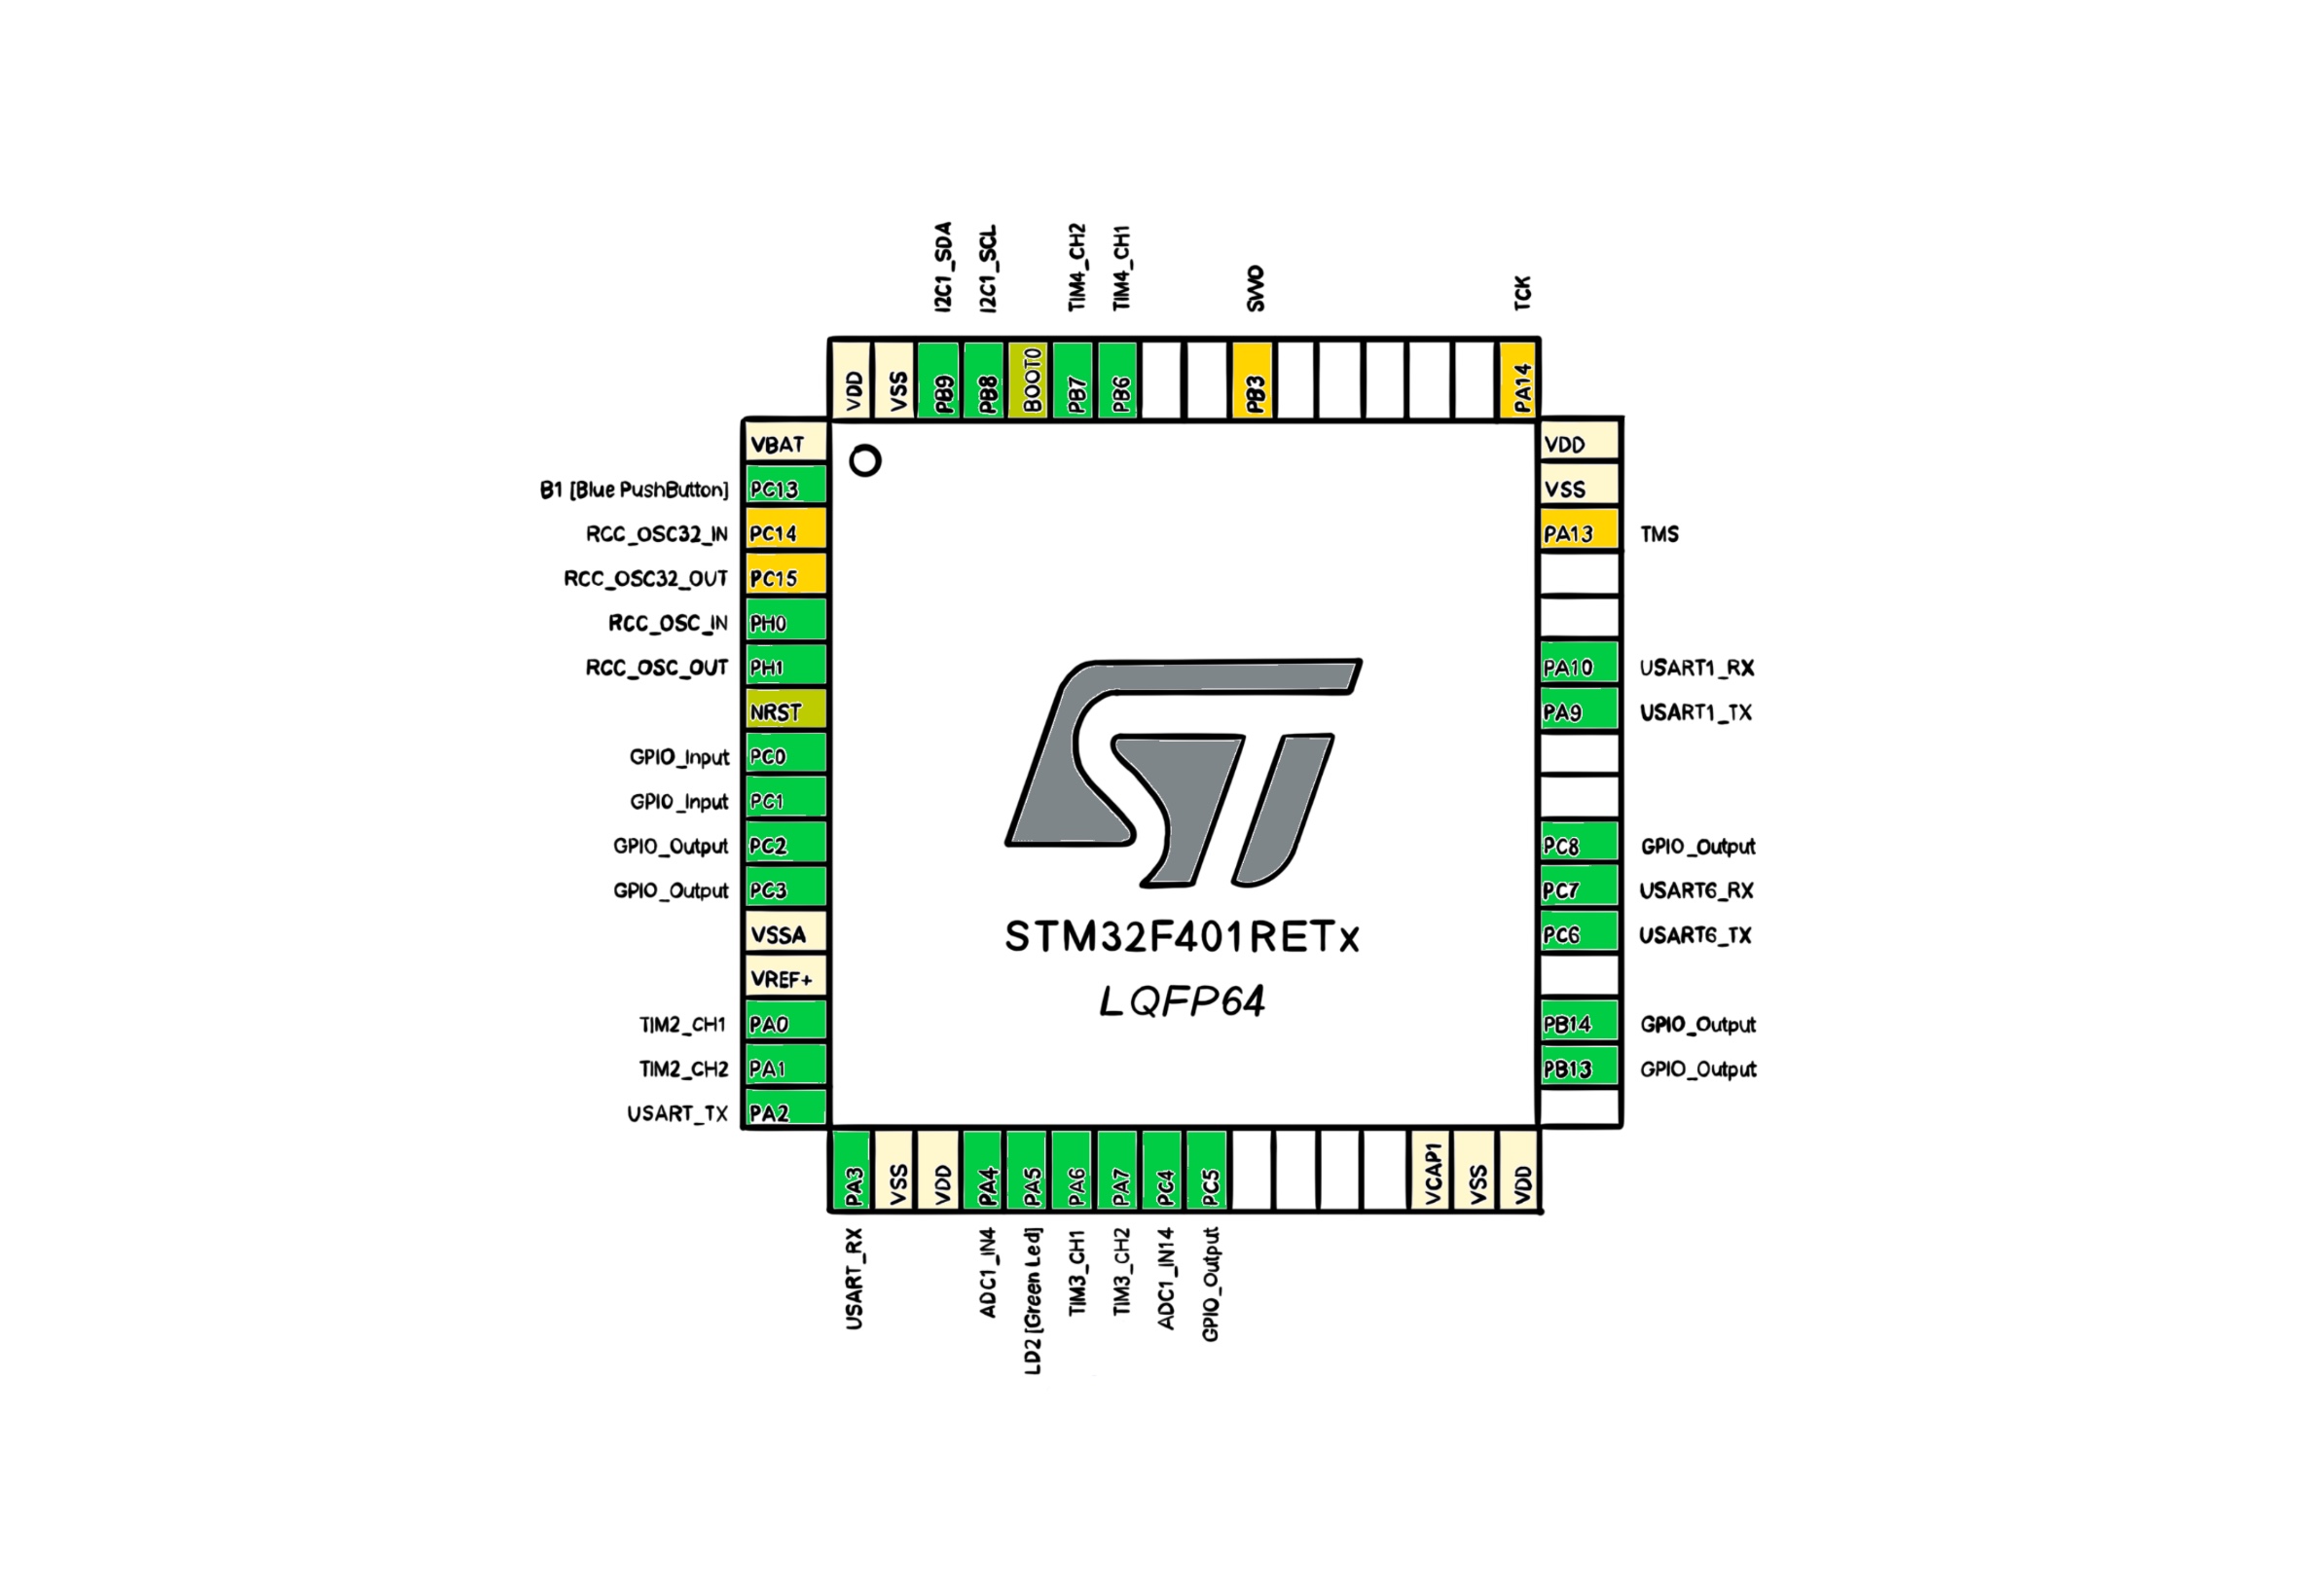 I2C1_SDA
I2C1_SCL
TIM4_CH2
TIM4_CH1
SWO
TCK
VDD
VSS
PB9
PB8
BOOT0
PB7
PB6
PB3
PA14
VBAT
B1 [Blue PushButton] PC13
RCC_OSC32_IN PC14
RCC_OSC32_OUT PC15
RCC_OSC_IN PH0
RCC_OSC_OUT PH1
NRST
GPIO_Input PC0
GPIO_Input PC1
GPIO_Output PC2
GPIO_Output PC3
VSSA
VREF+
TIM2_CH1 PA0
TIM2_CH2 PA1
USART_TX PA2
ST
STM32F401RETx
LQFP64
VDD
VSS
PA13 TMS
PA10 USART1_RX
PA9 USART1_TX
PC8 GPIO_Output
PC7 USART6_RX
PC6 USART6_TX
PB14 GPIO_Output
PB13 GPIO_Output
PA3
VSS
VDD
PA4
PA5
PA6
PA7
PC4
PC5
VCAP1
VSS
VDD
USART_RX
ADC1_IN4
LD2 [Green Led]
TIM3_CH1
TIM3_CH2
ADC1_IN14
GPIO_Output